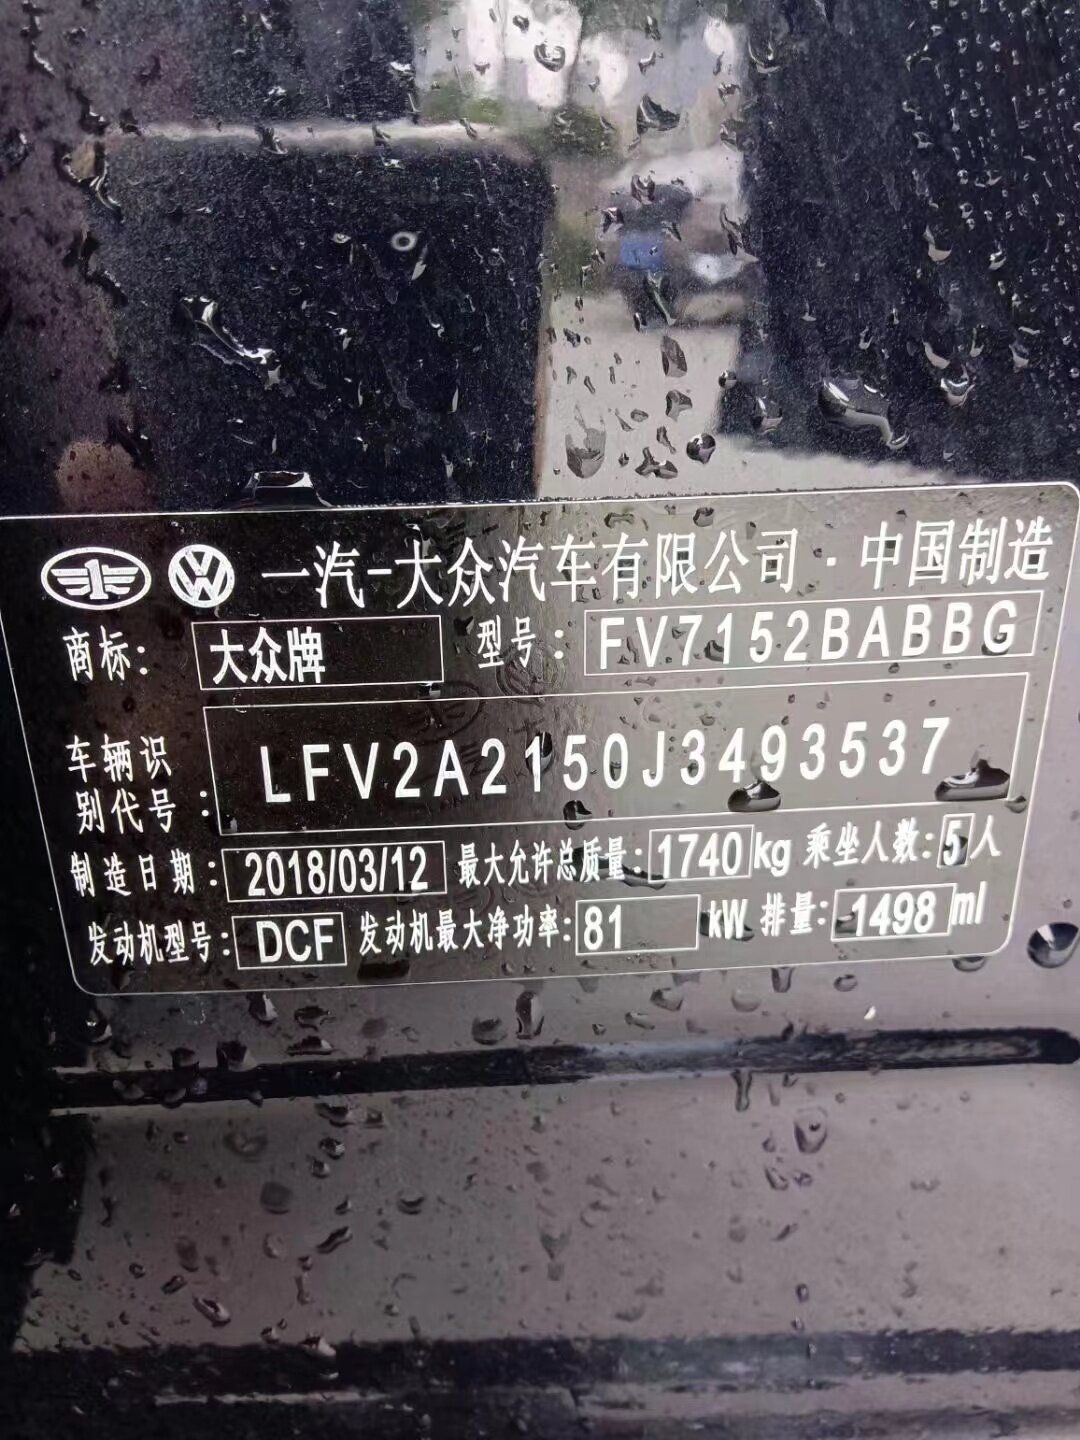 一汽-大众汽车有限公司·中国制造
商标: 大众牌 型号: FV7152BABBG
车辆识
别代号: LFV2A2150J3493537
制造日期: 2018/03/12 最大允许总质量: 1740 kg 乘坐人数: 5 人
发动机型号: DCF 发动机最大净功率: 81 kW 排量: 1498 ml